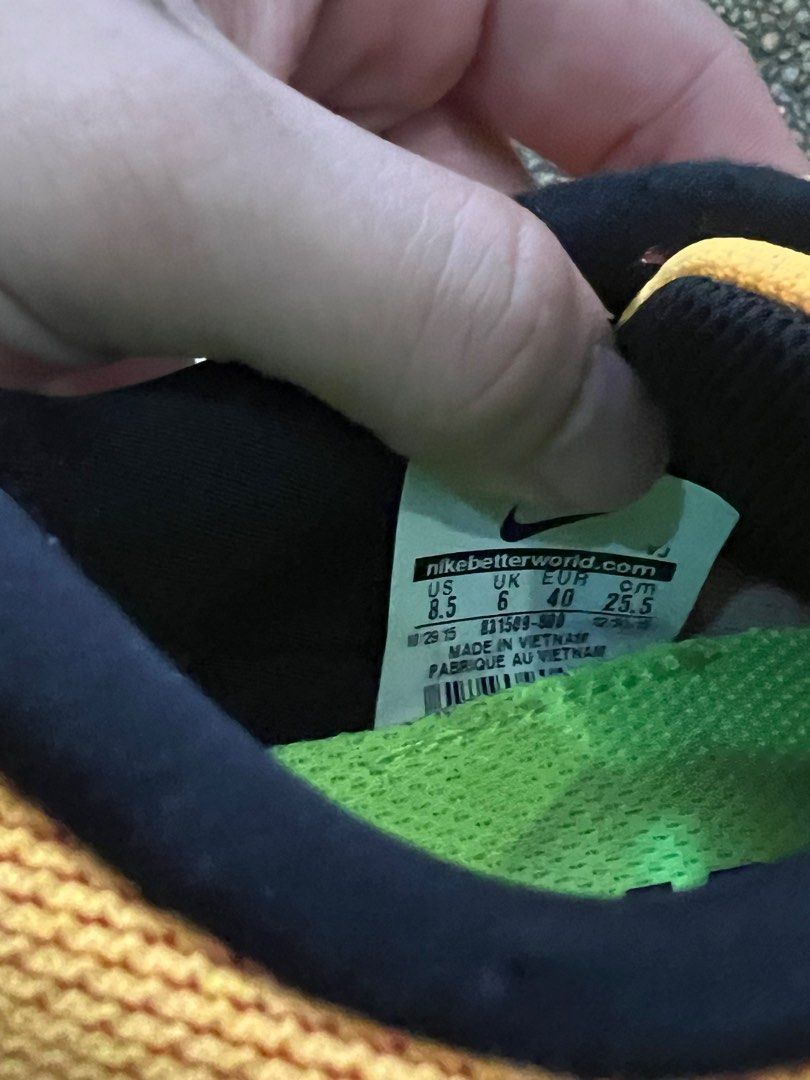 nikebetterworld.com
US UK EUR cm
8.5 6 40 25.5
MADE IN VIETNAM
FABRIQUE AU VIETNAM